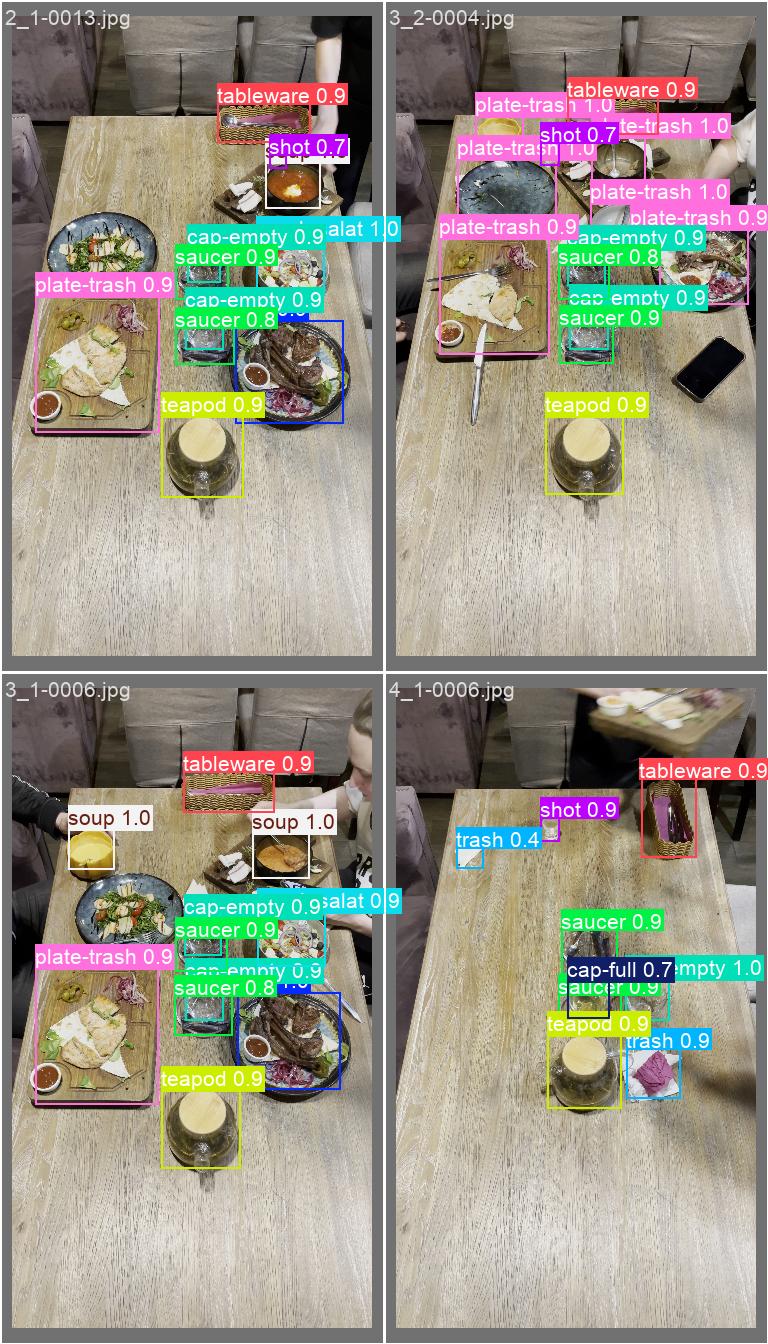 2_1-0013.jpg
tableware 0.9
shot 0.7
cap-empty 0.9
alat 1.0
saucer 0.9
plate-trash 0.9
cap-empty 0.9
saucer 0.8
teapod 0.9
3_2-0004.jpg
tableware 0.9
plate-trash 1.0
shot 0.7
te-trash 1.0
plate-trash 1.0
plate-trash 1.0
plate-trash 0.9
plate-trash 0.9
cap-empty 0.9
saucer 0.8
cap-empty 0.9
saucer 0.9
teapod 0.9
3_1-0006.jpg
tableware 0.9
soup 1.0
soup 1.0
cap-empty 0.9
salat 0.9
saucer 0.9
plate-trash 0.9
cap-empty 0.9
saucer 0.8
teapod 0.9
4_1-0006.jpg
tableware 0.9
shot 0.9
trash 0.4
saucer 0.9
cap-full 0.7
empty 1.0
saucer 0.9
teapod 0.9
trash 0.9